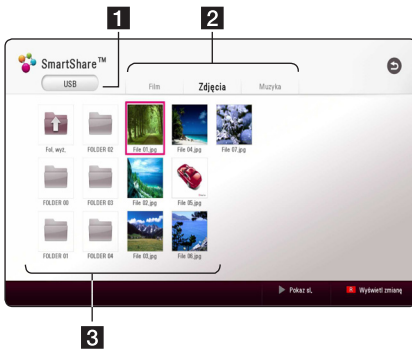 1
2
SmartShare™
USB
Film Zdjęcia Muzyka
Fol. wyż. FOLDER 02 File 01.jpg File 04.jpg File 07.jpg
FOLDER 00 FOLDER 03 File 02.jpg File 05.jpg
FOLDER 01 FOLDER 04 File 03.jpg File 06.jpg
Pokaz sl. R Wyświetl zmianę
3